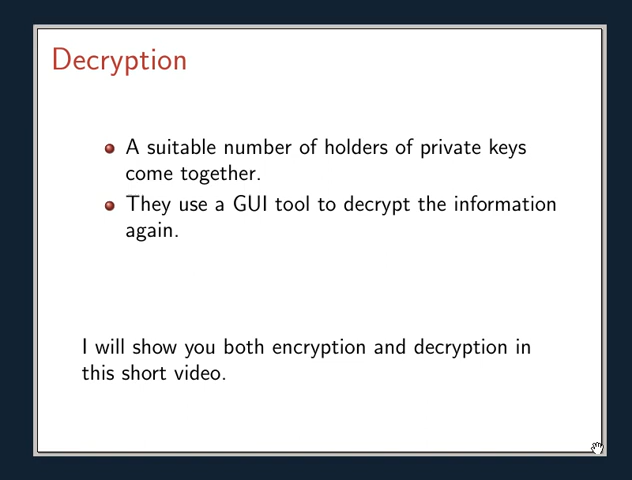 Decryption
A suitable number of holders of private keys
come together.
They use a GUI tool to decrypt the information
again.
I will show you both encryption and decryption in
this short video.